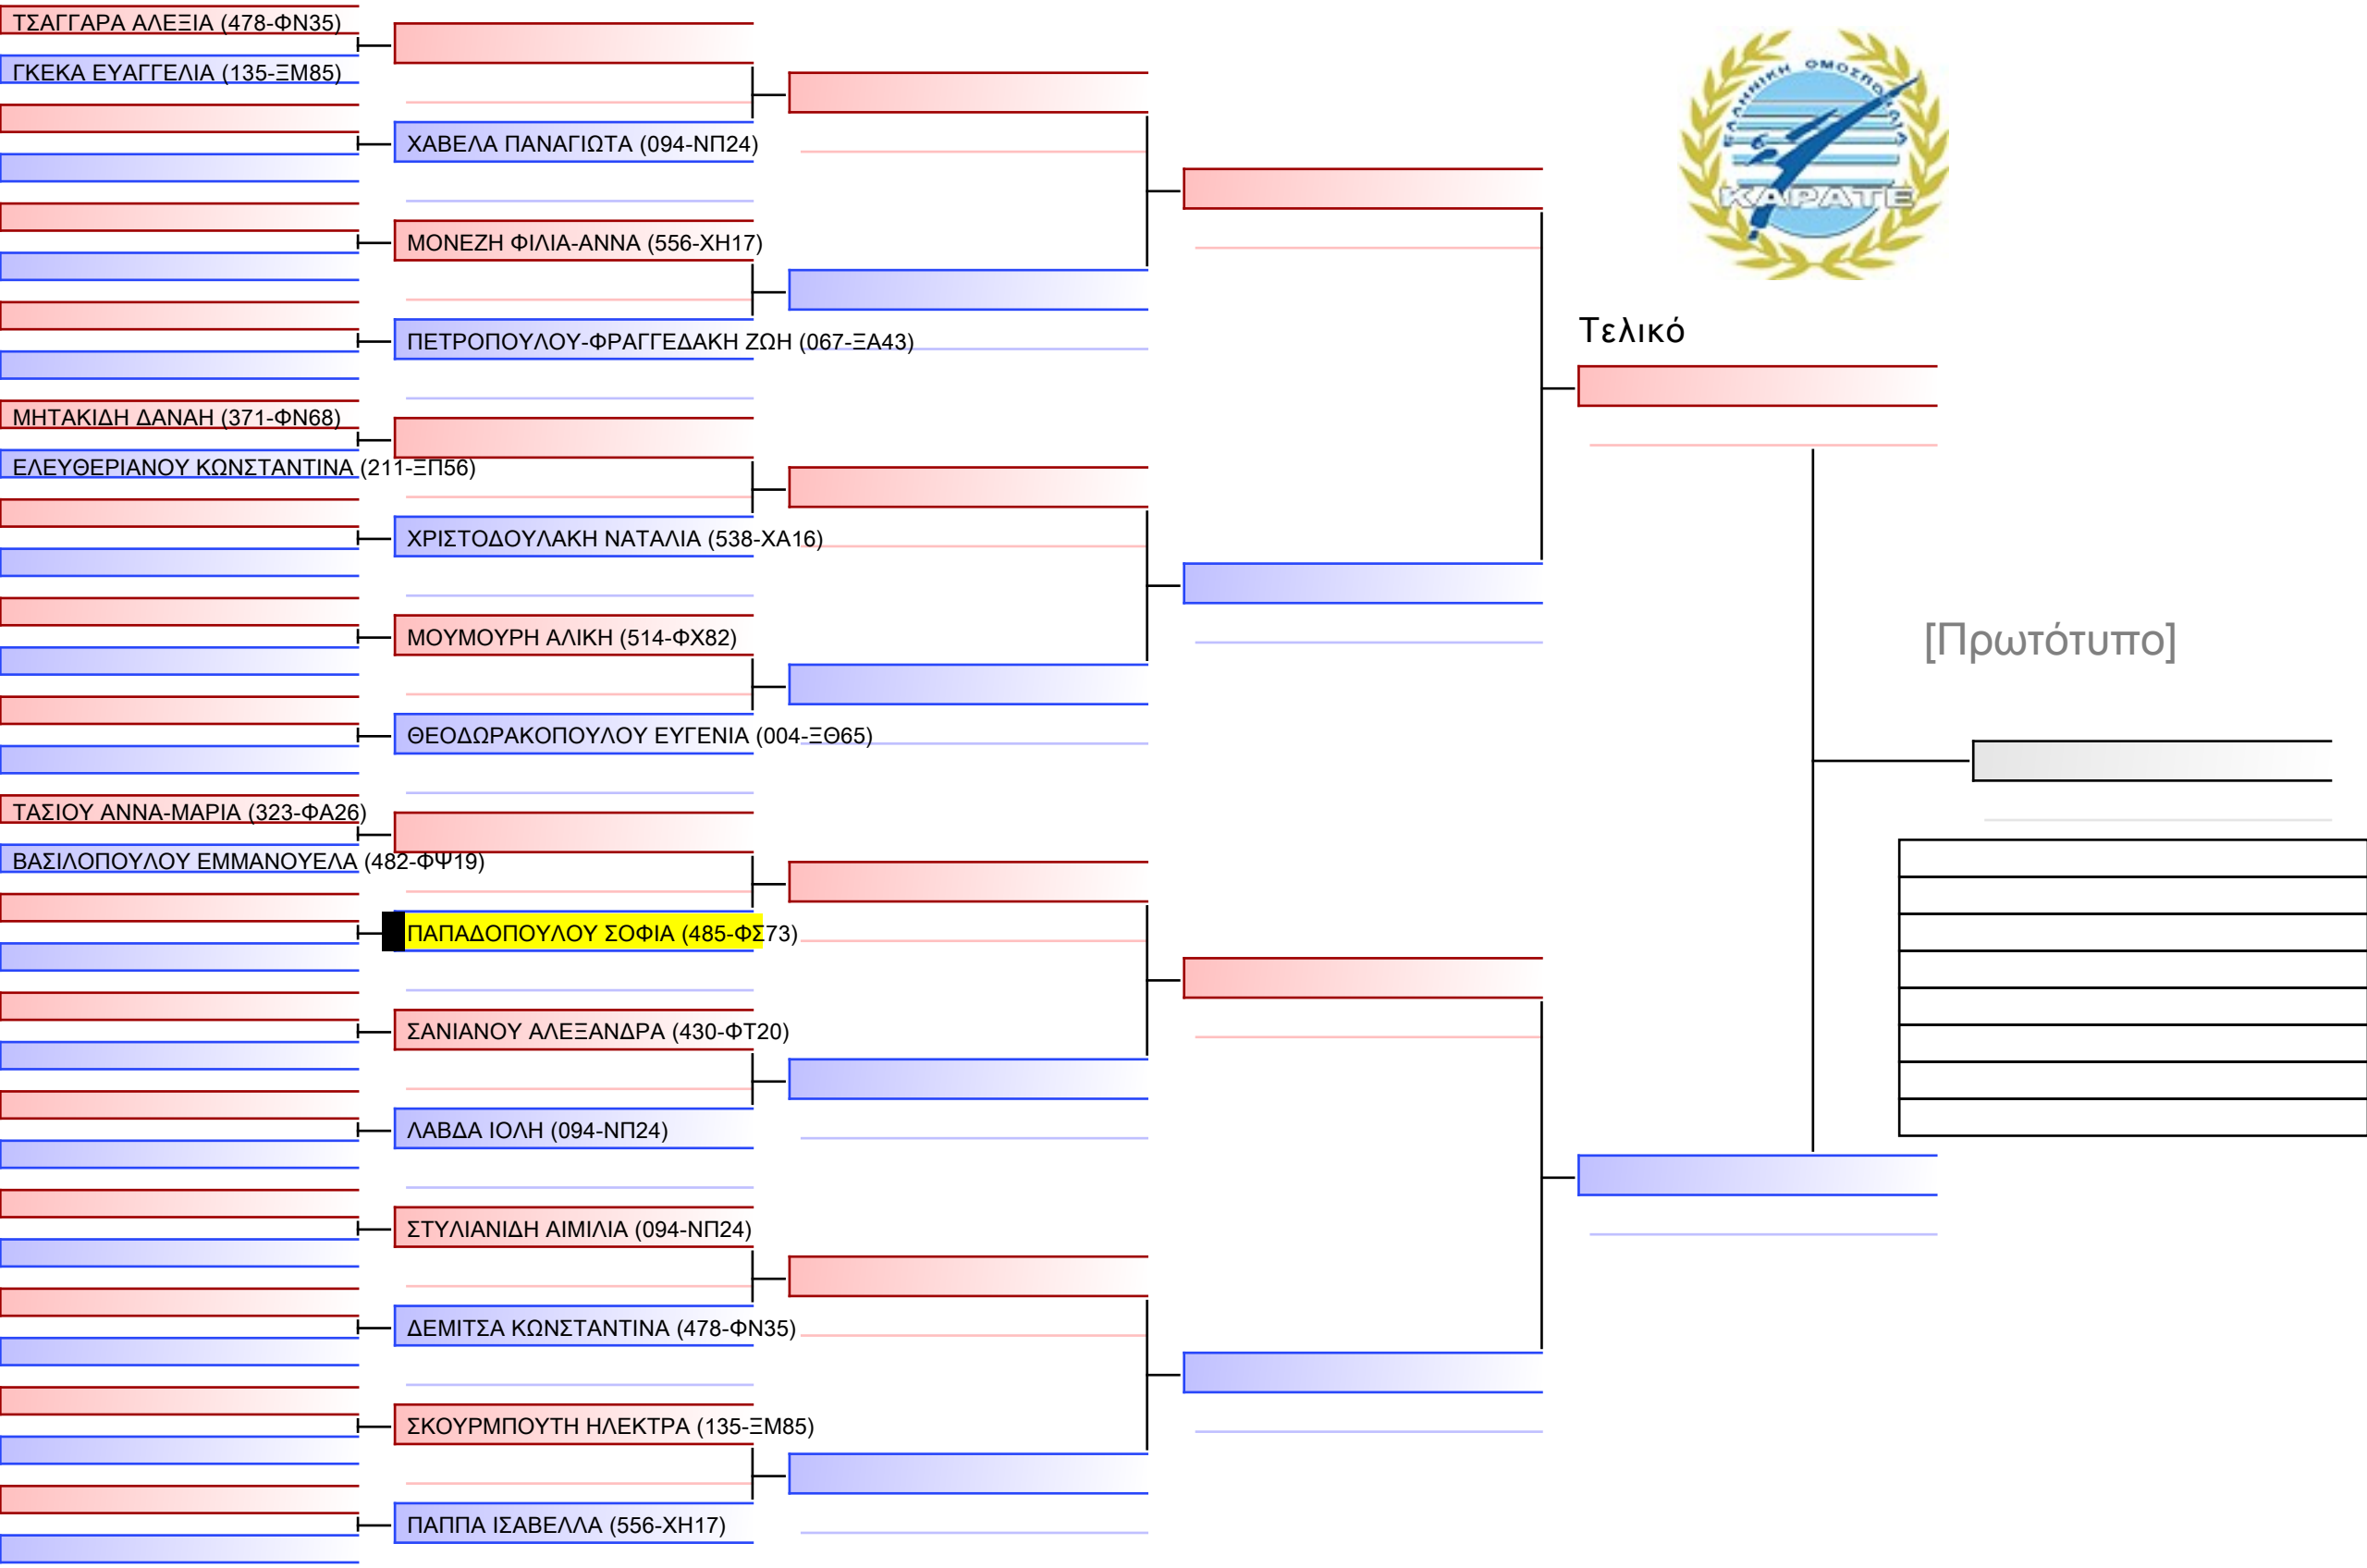 ΤΣΑΓΓΑΡΑ ΑΛΕΞΙΑ (478-ΦΝ35)
ΓΚΕΚΑ ΕΥΑΓΓΕΛΙΑ (135-ΞΜ85)
ΧΑΒΕΛΑ ΠΑΝΑΓΙΩΤΑ (094-ΝΠ24)
ΜΟΝΕΖΗ ΦΙΛΙΑ-ΑΝΝΑ (556-ΧΗ17)
ΠΕΤΡΟΠΟΥΛΟΥ-ΦΡΑΓΓΕΔΑΚΗ ΖΩΗ (067-ΞΑ43)
ΜΗΤΑΚΙΔΗ ΔΑΝΑΗ (371-ΦΝ68)
ΕΛΕΥΘΕΡΙΑΝΟΥ ΚΩΝΣΤΑΝΤΙΝΑ (211-ΞΠ56)
ΧΡΙΣΤΟΔΟΥΛΑΚΗ ΝΑΤΑΛΙΑ (538-ΧΑ16)
ΜΟΥΜΟΥΡΗ ΑΛΙΚΗ (514-ΦΧ82)
ΘΕΟΔΩΡΑΚΟΠΟΥΛΟΥ ΕΥΓΕΝΙΑ (004-ΞΘ65)
ΤΑΣΙΟΥ ΑΝΝΑ-ΜΑΡΙΑ (323-ΦΑ26)
ΒΑΣΙΛΟΠΟΥΛΟΥ ΕΜΜΑΝΟΥΕΛΑ (482-ΦΨ19)
ΠΑΠΑΔΟΠΟΥΛΟΥ ΣΟΦΙΑ (485-ΦΣ73)
ΣΑΝΙΑΝΟΥ ΑΛΕΞΑΝΔΡΑ (430-ΦΤ20)
ΛΑΒΔΑ ΙΟΛΗ (094-ΝΠ24)
ΣΤΥΛΙΑΝΙΔΗ ΑΙΜΙΛΙΑ (094-ΝΠ24)
ΔΕΜΙΤΣΑ ΚΩΝΣΤΑΝΤΙΝΑ (478-ΦΝ35)
ΣΚΟΥΡΜΠΟΥΤΗ ΗΛΕΚΤΡΑ (135-ΞΜ85)
ΠΑΠΠΑ ΙΣΑΒΕΛΛΑ (556-ΧΗ17)
ΕΛΛΗΝΙΚΗ ΟΜΟΣΠΟΝΔΙΑ
ΚΑΡΑΤΕ
Τελικό
[Πρωτότυπο]